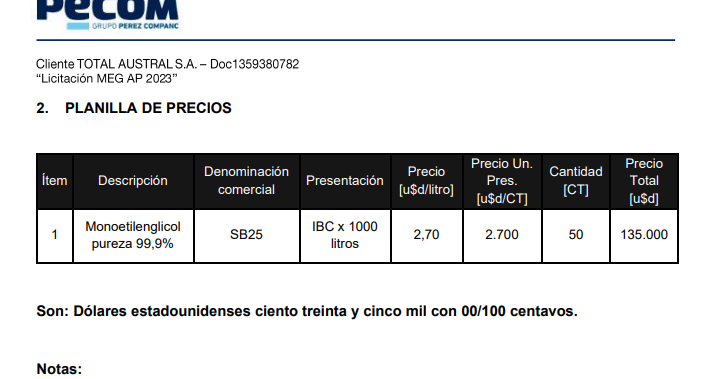 PECOM
GRUPO PEREZ COMPANC
Cliente TOTAL AUSTRAL S.A. – Doc1359380782
“Licitación MEG AP 2023”
2. PLANILLA DE PRECIOS
Ítem Descripción Denominación comercial Presentación Precio [u$d/litro] Precio Un. Pres. [u$d/CT] Cantidad [CT] Precio Total [u$d]
1 Monoetilenglicol pureza 99,9% SB25 IBC x 1000 litros 2,70 2.700 50 135.000
Son: Dólares estadounidenses ciento treinta y cinco mil con 00/100 centavos.
Notas: